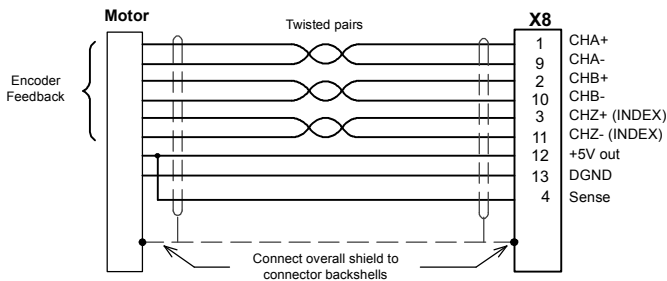 Motor
Twisted pairs
X8
Encoder
Feedback
1 CHA+
9 CHA-
2 CHB+
10 CHB-
3 CHZ+ (INDEX)
11 CHZ- (INDEX)
12 +5V out
13 DGND
4 Sense
Connect overall shield to
connector backshells